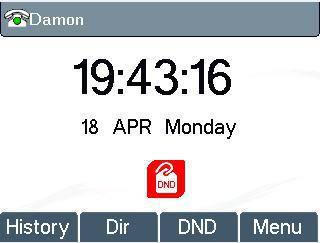 Damon
19:43:16
18 APR Monday
DND
History Dir DND Menu